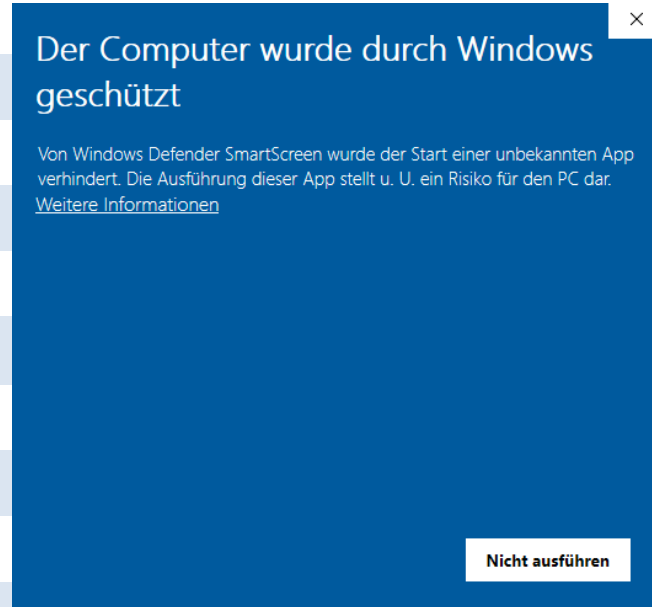 Der Computer wurde durch Windows
geschützt
Von Windows Defender SmartScreen wurde der Start einer unbekannten App
verhindert. Die Ausführung dieser App stellt u. U. ein Risiko für den PC dar.
Weitere Informationen
Nicht ausführen